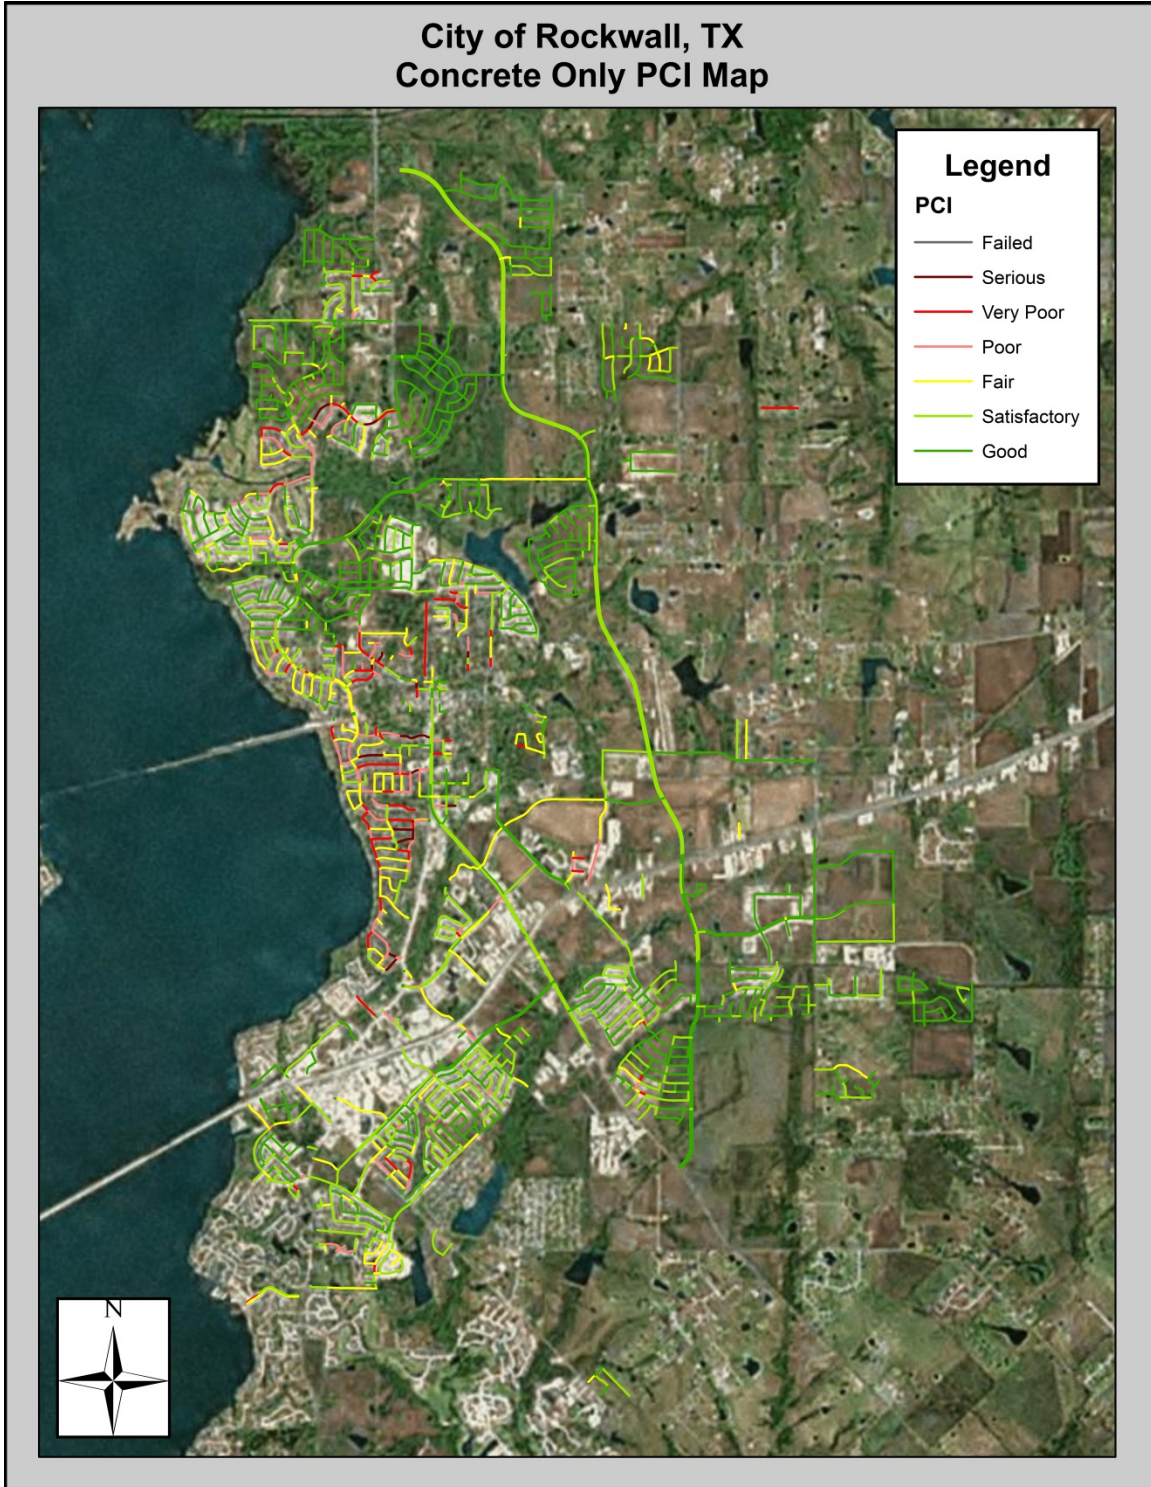 City of Rockwall, TX
Concrete Only PCI Map
Legend
PCI
Failed
Serious
Very Poor
Poor
Fair
Satisfactory
Good
N